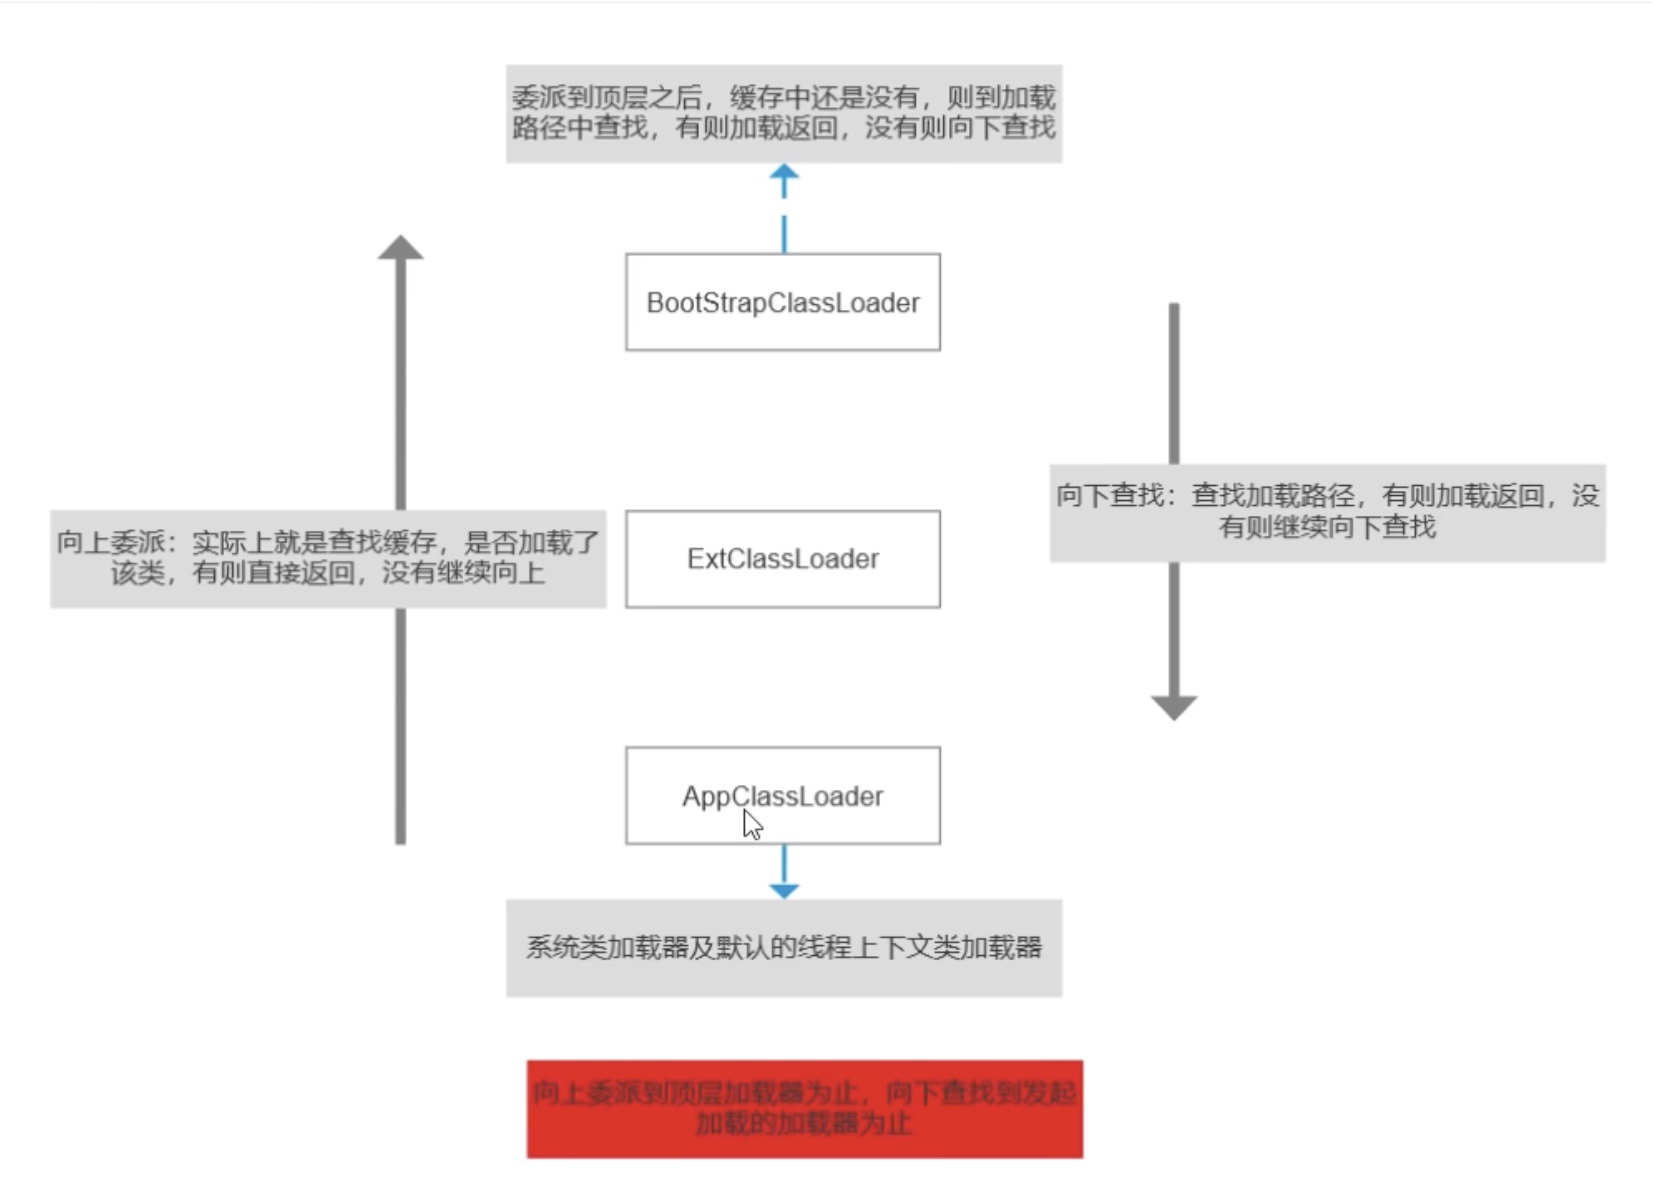 委派到顶层之后，缓存中还是没有，则到加载
路径中查找，有则加载返回，没有则向下查找
BootStrapClassLoader
向下查找：查找加载路径，有则加载返回，没
有则继续向下查找
向上委派：实际上就是查找缓存，是否加载了
该类，有则直接返回，没有继续向上
ExtClassLoader
AppClassLoader
系统类加载器及默认的线程上下文类加载器
向上委派到顶层加载器为止，向下查找到发起
加载的加载器为止